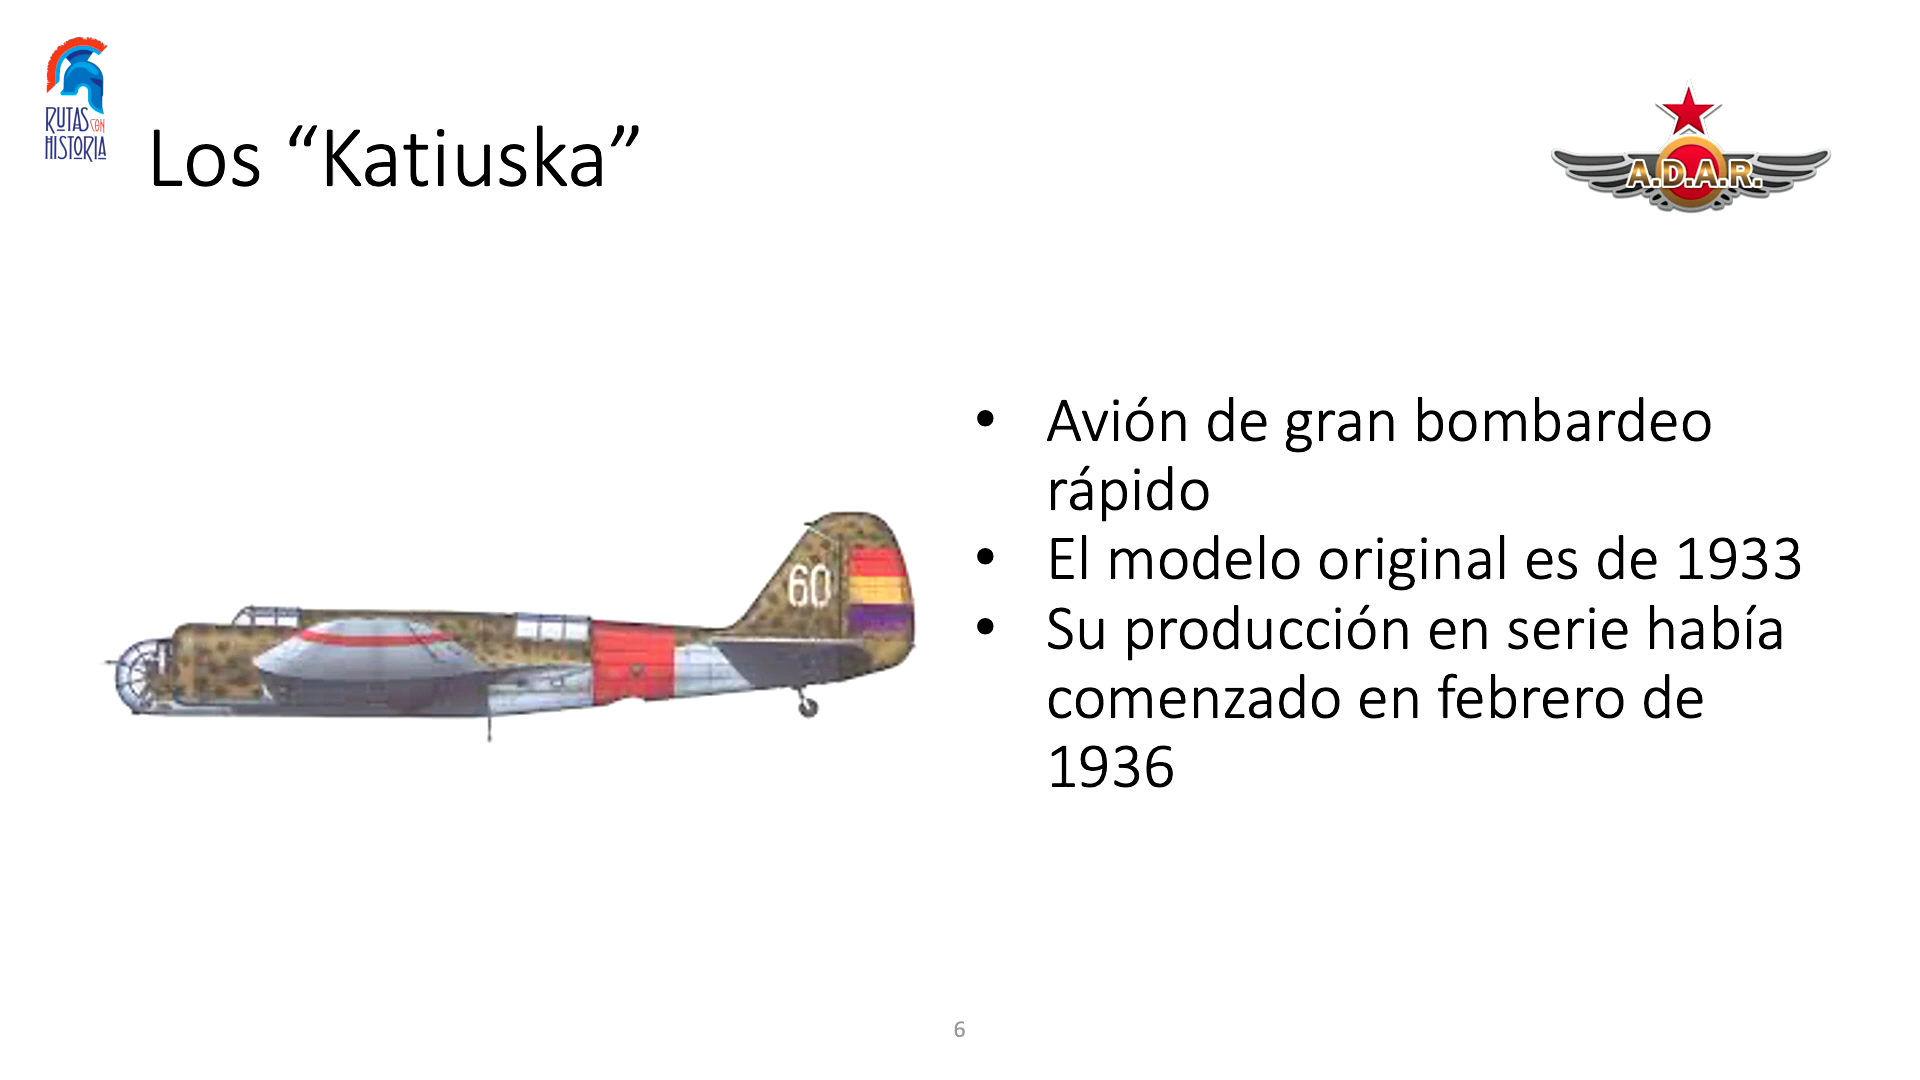 RUTAS CON
HISTORIA
Los “Katiuska”
A.D.A.R.
60
• Avión de gran bombardeo
rápido
• El modelo original es de 1933
• Su producción en serie había
comenzado en febrero de
1936
6